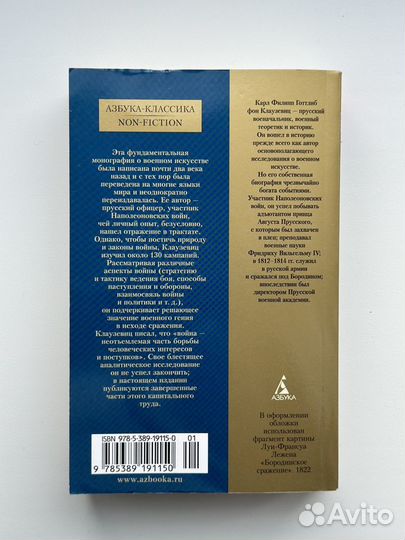 АЗБУКА-КЛАССИКА
NON-FICTION
Эта фундаментальная
монография о военном искусстве
была написана почти два века
назад и с тех пор была
переведена на многие языки
мира и неоднократно
переиздавалась. Ее автор —
прусский офицер, участник
Наполеоновских войн,
чей личный опыт, безусловно,
нашел отражение в трактате.
Однако, чтобы постичь природу
и законы войны, Клаузевиц
изучил около 130 кампаний.
Рассматривая различные
аспекты войны (стратегию
и тактику ведения боя, способы
наступления и обороны,
взаимосвязь войны
и политики и т. д.),
он подчеркивает решающее
значение военного гения
в исходе сражения.
Клаузевиц писал, что «война —
неотъемлемая часть борьбы
человеческих интересов
и поступков». Свое блестящее
аналитическое исследование
он не успел закончить;
в настоящем издании
публикуются завершенные
части этого капитального
труда.
ISBN 978-5-389-19115-0
01
9 785389 191150
www.azbooka.ru
Карл Филипп Готтлиб
фон Клаузевиц — прусский
военачальник, военный
теоретик и историк.
Он вошел в историю
прежде всего как автор
основополагающего
исследования о военном
искусстве.
Но его собственная
биография чрезвычайно
богата событиями.
Участник Наполеоновских
войн, он успел побывать
адъютантом принца
Августа Прусского,
с которым был захвачен
в плен; преподавал
военные науки
Фридриху Вильгельму IV;
в 1812–1814 гг. служил
в русской армии
и сражался под Бородином;
впоследствии был
директором Прусской
военной академии.
АЗБУКА
В оформлении
обложки
использован
фрагмент картины
Луи-Франсуа
Лежена
«Бородинское
сражение». 1822
Avito